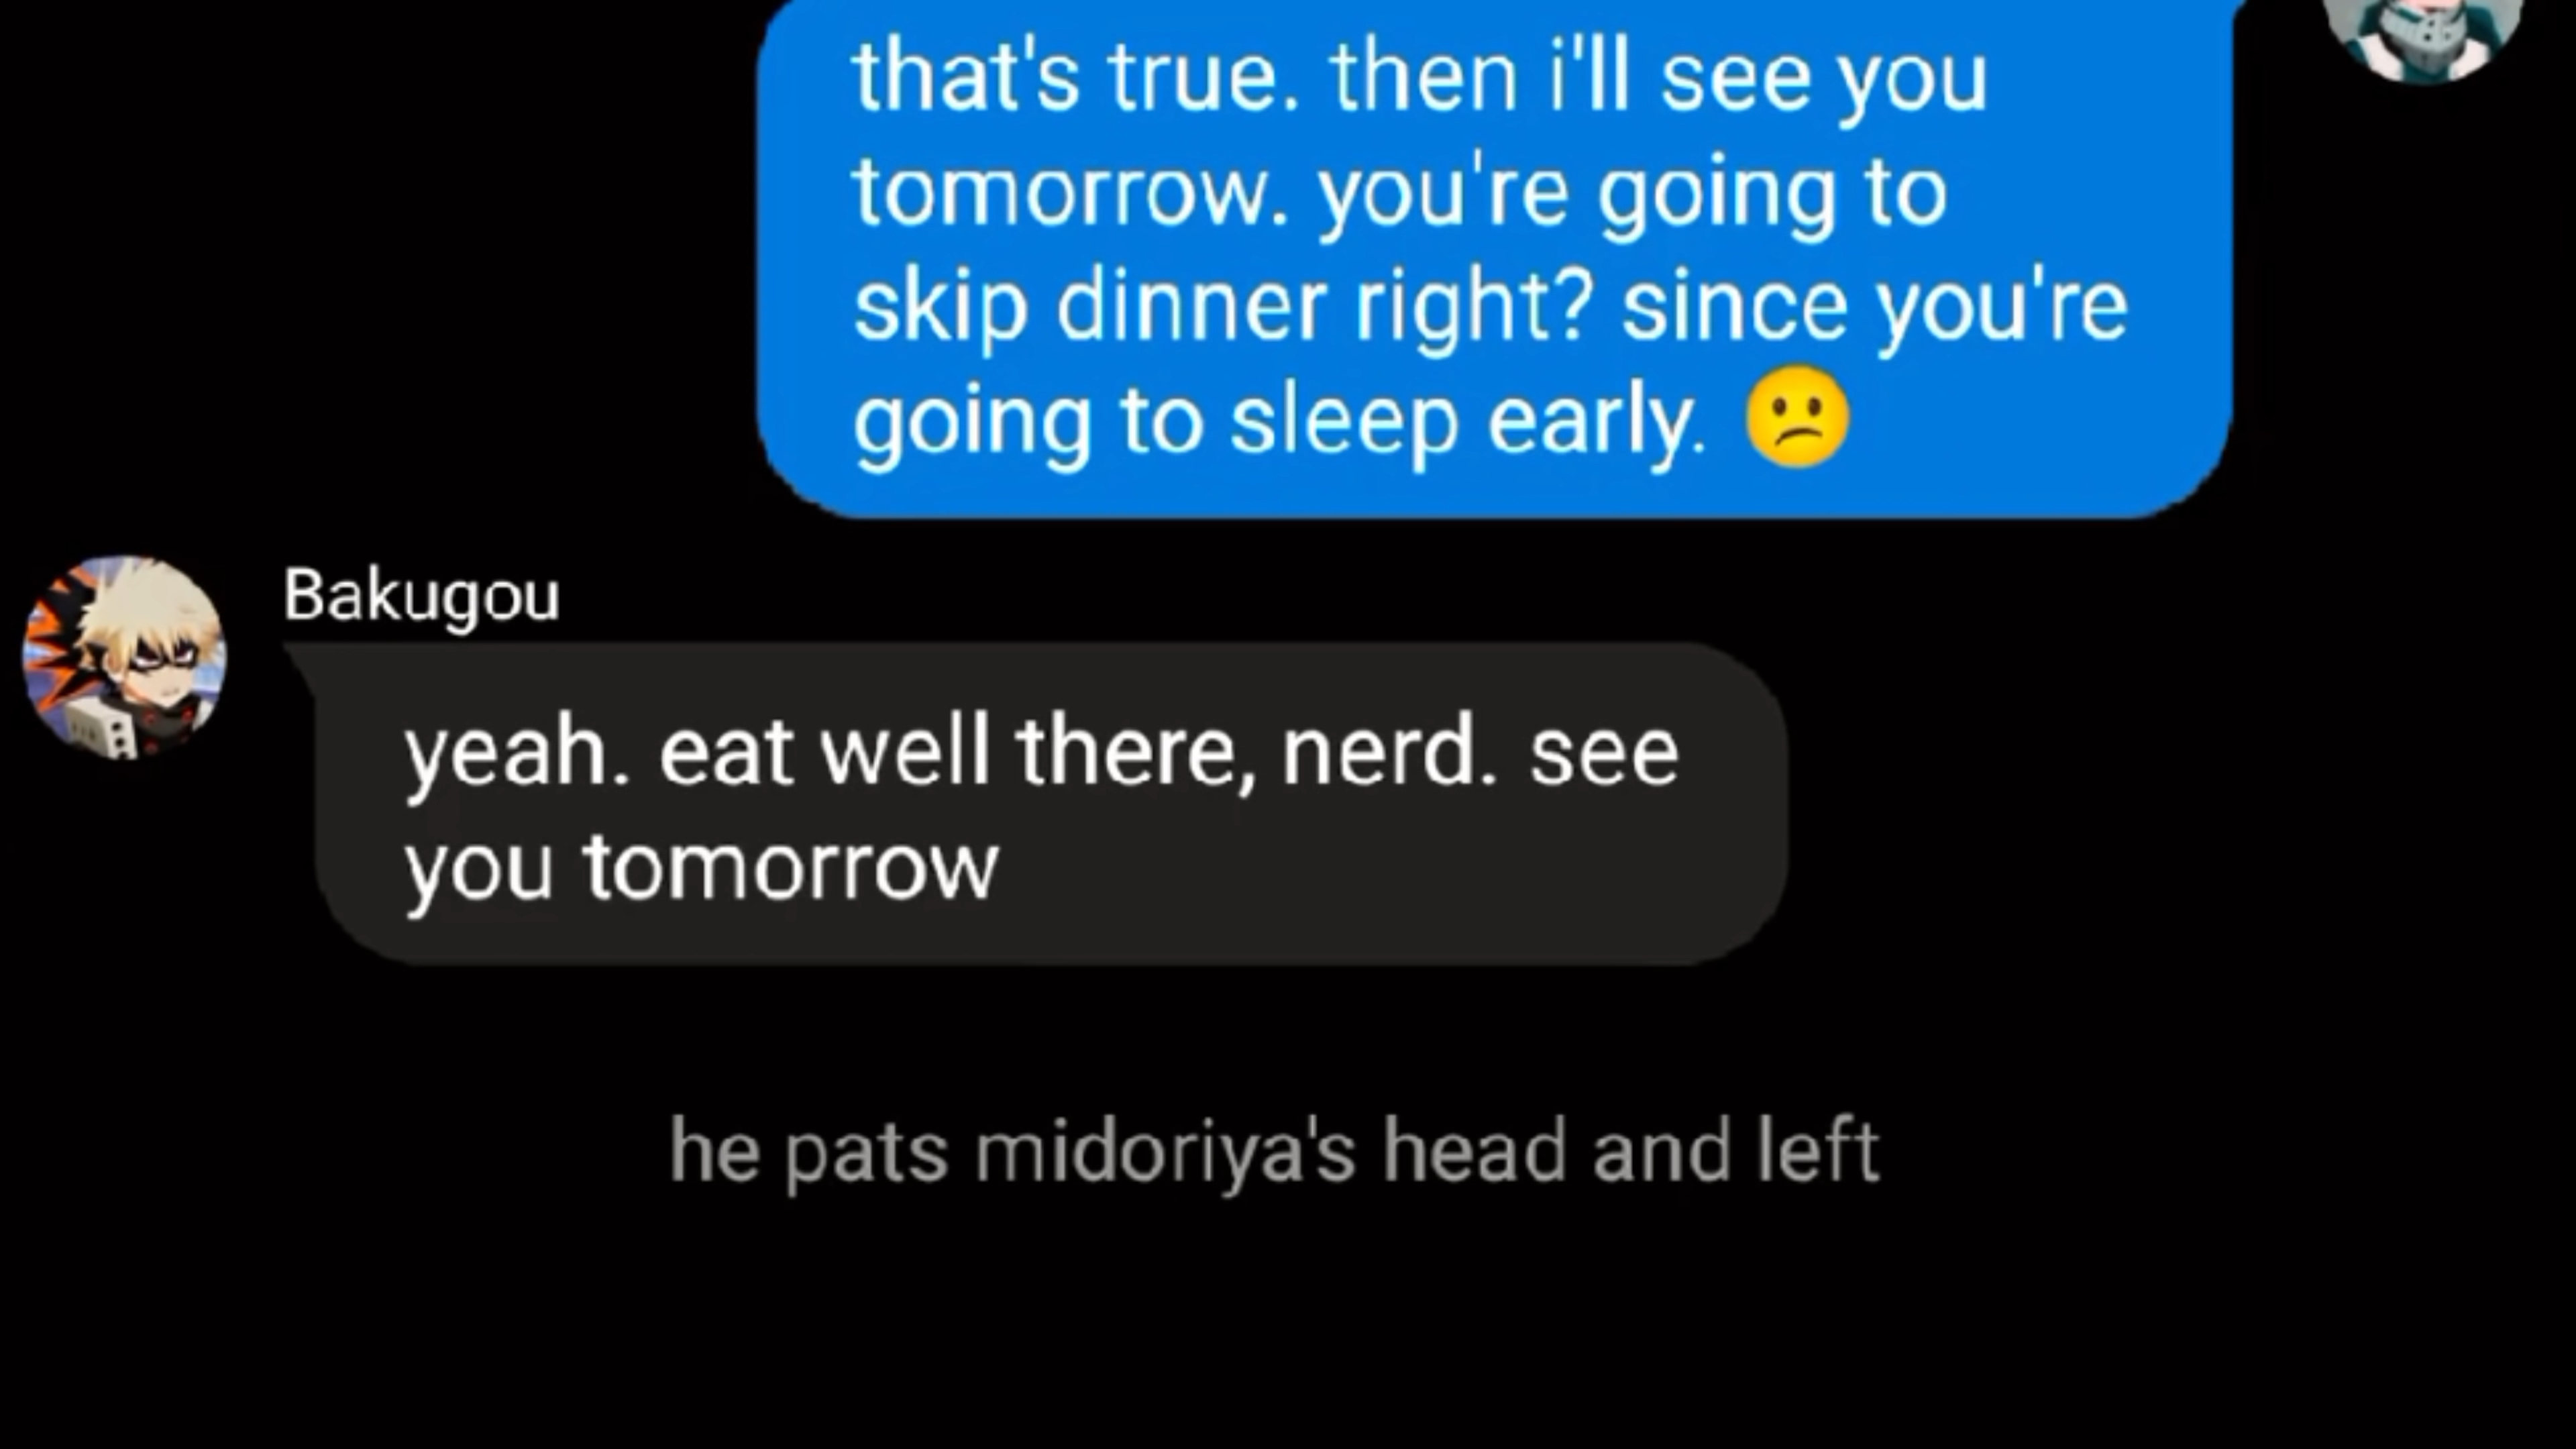 that's true. then i'll see you
tomorrow. you're going to
skip dinner right? since you're
going to sleep early. 😕
Bakugou
yeah. eat well there, nerd. see
you tomorrow
he pats midoriya's head and left